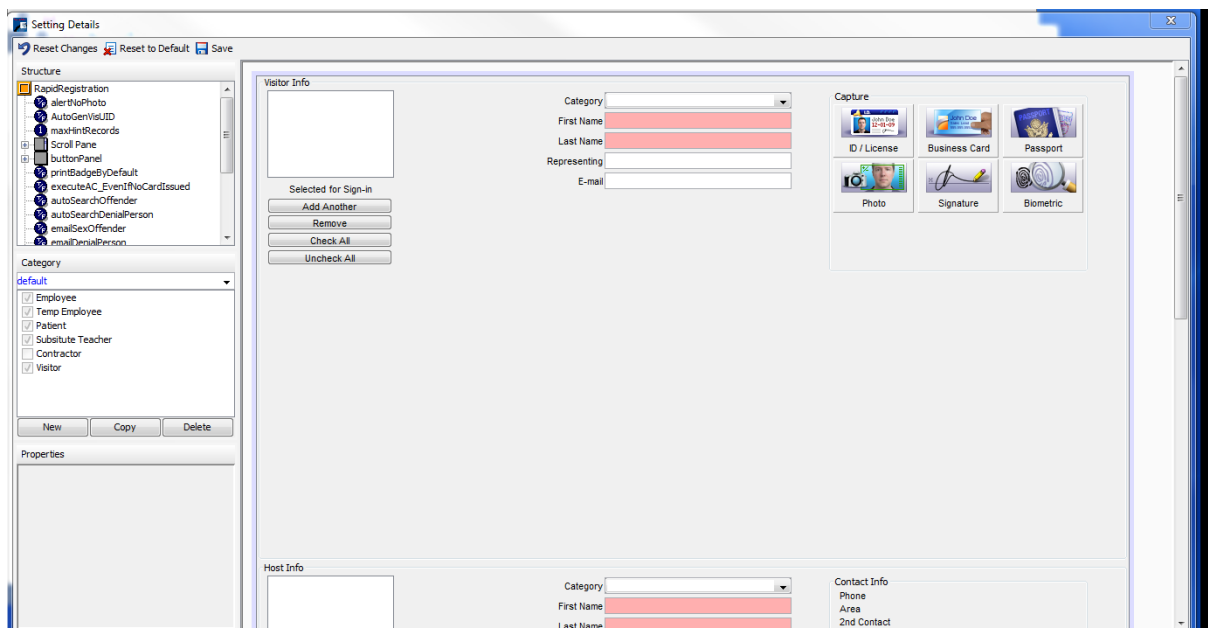 Setting Details
Reset Changes Reset to Default Save
Structure
RapidRegistration
alertNoPhoto
AutoGenVisUID
maxHintRecords
Scroll Pane
buttonPanel
printBadgeByDefault
executeAC_EvenIfNoCardIssued
autoSearchOffender
autoSearchDenialPerson
emailSexOffender
emailDenialPerson
Category
default
Employee
Temp Employee
Patient
Subsitute Teacher
Contractor
Visitor
New Copy Delete
Properties
Visitor Info
Selected for Sign-in
Add Another
Remove
Check All
Uncheck All
Category
First Name
Last Name
Representing
E-mail
Capture
John Doe
12-01-09
ID / License
John Doe
Business Card
PASSPORT
Passport
Photo
Signature
Biometric
Host Info
Category
First Name
Last Name
Contact Info
Phone
Area
2nd Contact